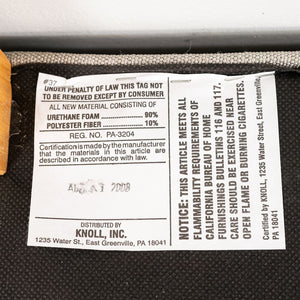 #37
UNDER PENALTY OF LAW THIS TAG NOT
TO BE REMOVED EXCEPT BY CONSUMER
ALL NEW MATERIAL CONSISTING OF
URETHANE FOAM 90%
POLYESTER FIBER 10%
REG. NO. PA-3204
Certification is made by the manufacturer
that the materials in this article are
described in accordance with law.
2008
DISTRIBUTED BY
KNOLL, INC.
1235 Water St., East Greenville, PA 18041
NOTICE: THIS ARTICLE MEETS ALL
FLAMMABILITY REQUIREMENTS OF
CALIFORNIA BUREAU OF HOME
FURNISHINGS BULLETINS 116 AND 117.
CARE SHOULD BE EXERCISED NEAR
OPEN FLAME OR BURNING CIGARETTES.
Certified by KNOLL, 1235 Water Street, East Greenville,
PA 18041